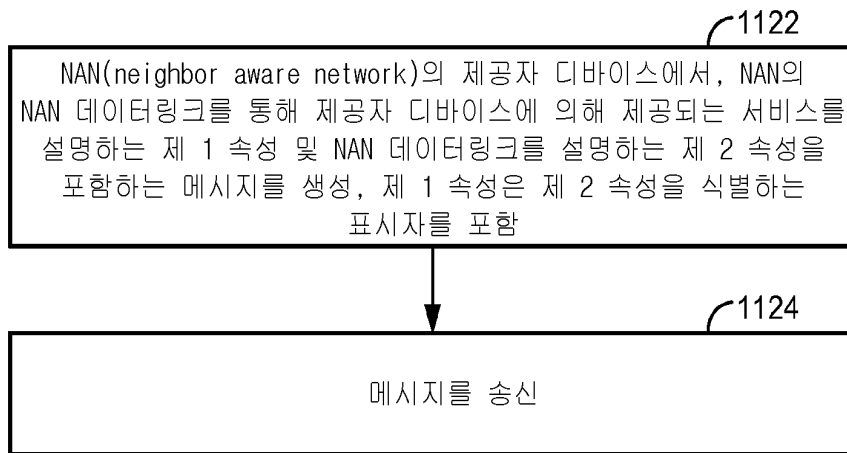 1122
NAN(neighbor aware network)의 제공자 디바이스에서, NAN의
NAN 데이터링크를 통해 제공자 디바이스에 의해 제공되는 서비스를
설명하는 제 1 속성 및 NAN 데이터링크를 설명하는 제 2 속성을
포함하는 메시지를 생성, 제 1 속성은 제 2 속성을 식별하는
표시자를 포함
1124
메시지를 송신